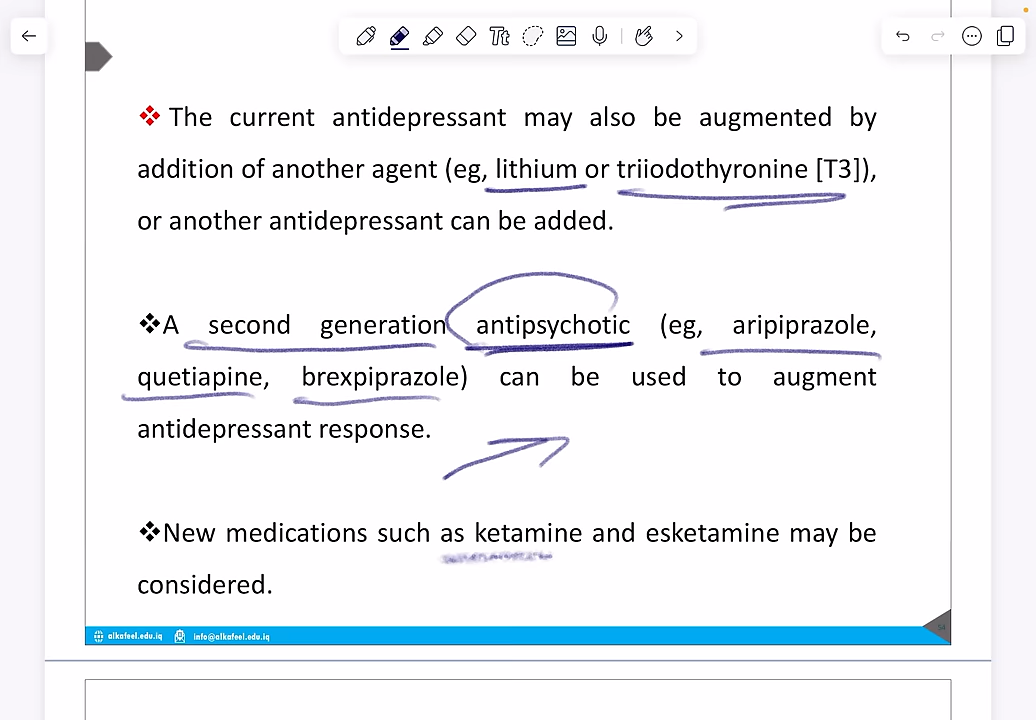 Tt
❖ The current antidepressant may also be augmented by
addition of another agent (eg, lithium or triiodothyronine [T3]),
or another antidepressant can be added.
❖A second generation antipsychotic (eg, aripiprazole,
quetiapine, brexpiprazole) can be used to augment
antidepressant response.
❖New medications such as ketamine and esketamine may be
considered.
alkafeel.edu.iq info@alkafeel.edu.iq 54